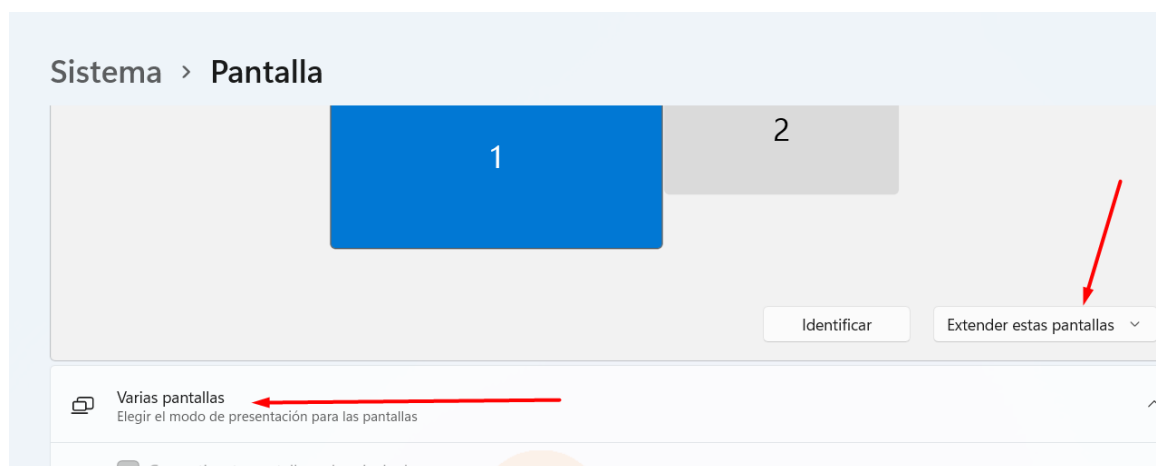 Sistema > Pantalla
1
2
Identificar
Extender estas pantallas
Varias pantallas
Elegir el modo de presentación para las pantallas